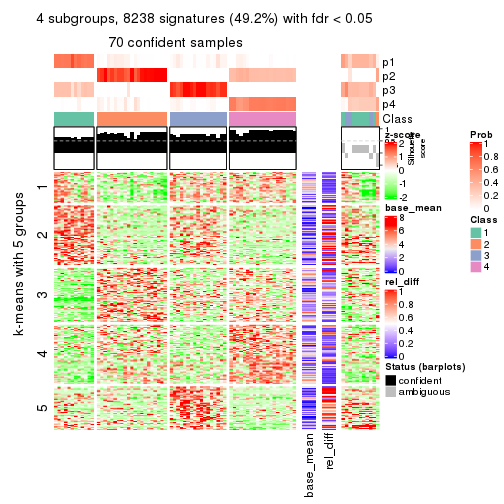 4 subgroups, 8238 signatures (49.2%) with fdr < 0.05
70 confident samples
p1
p2
p3
p4
Class
Silhouette
score
k-means with 5 groups
1
2
3
4
5
base_mean
rel_diff
z-score
2
1
0
-1
-2
base_mean
8
6
4
2
0
rel_diff
1
0.8
0.6
0.4
0.2
0
Status (barplots)
confident
ambiguous
Prob
1
0.8
0.6
0.4
0.2
0
Class
1
2
3
4